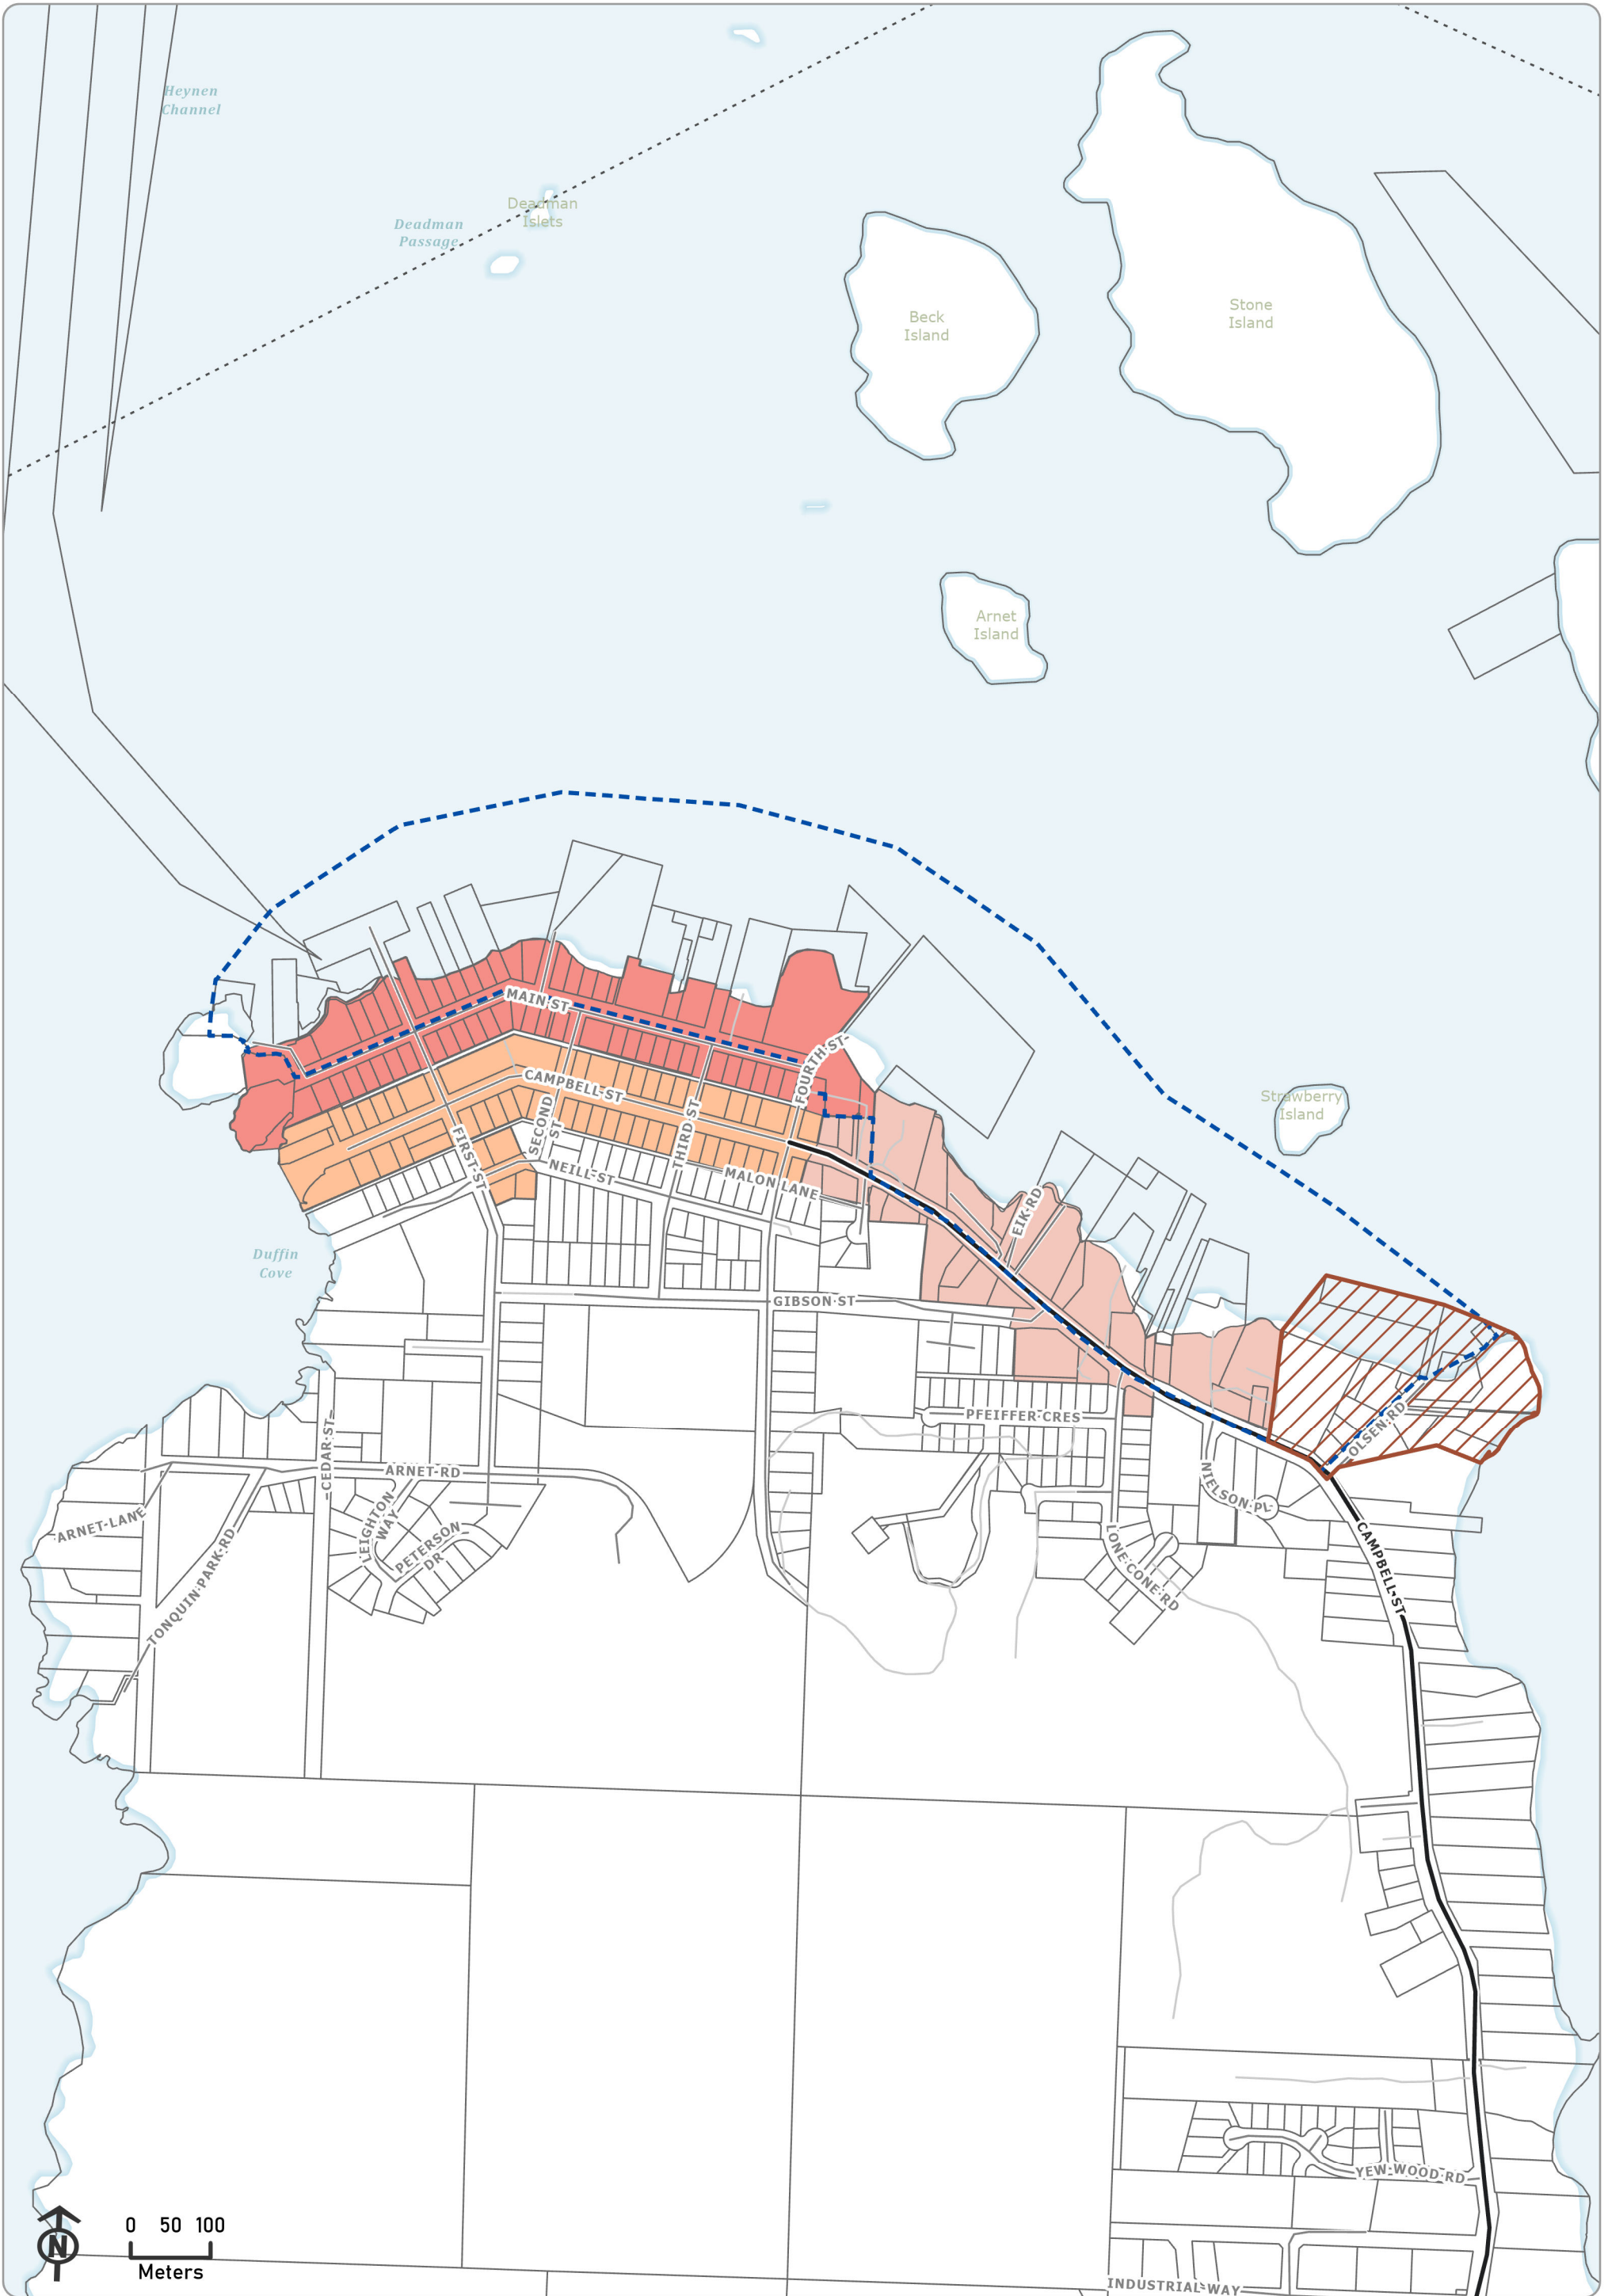 Heynen
Channel
Deadman
Passage
Deadman
Islets
Beck
Island
Stone
Island
Arnet
Island
Strawberry
Island
MAIN ST
FOURTH ST
CAMPBELL ST
SECOND
ST
THIRD ST
FIRST ST
NEILL ST
MALON LANE
EIK RD
Duffin
Cove
GIBSON ST
PFEIFFER CRES
OLSEN RD
CEDAR ST
ARNET RD
NIELSON PL
ARNET LANE
LEIGHTON
WAY
PETERSON
DR
LONE CONE RD
CAMPBELL ST
TONQUIN PARK RD
YEW WOOD RD
INDUSTRIAL WAY
N
0 50 100
Meters